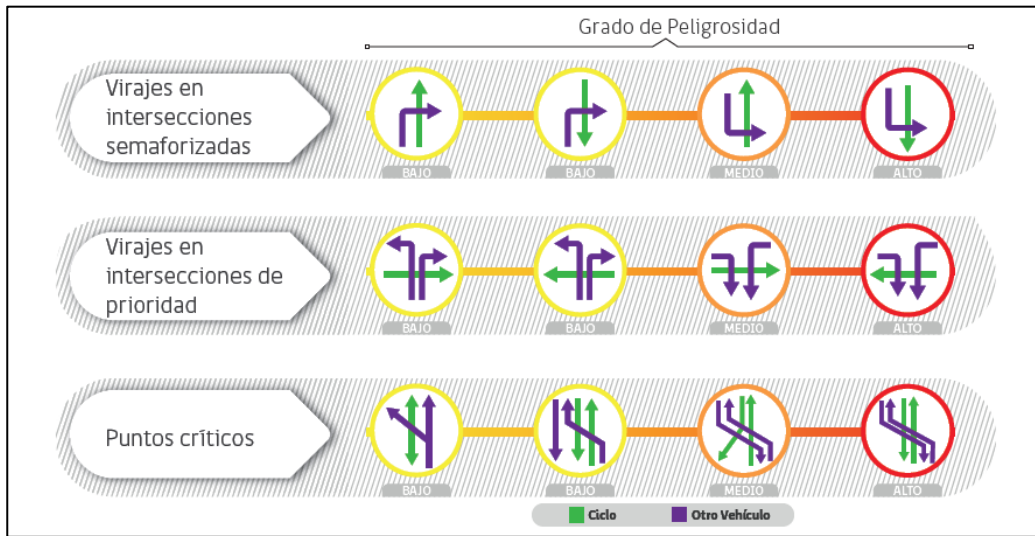 Grado de Peligrosidad
Virajes en
intersecciones
semaforizadas
BAJO
BAJO
MEDIO
ALTO
Virajes en
intersecciones de
prioridad
BAJO
BAJO
MEDIO
ALTO
Puntos críticos
BAJO
BAJO
MEDIO
ALTO
Ciclo
Otro Vehículo